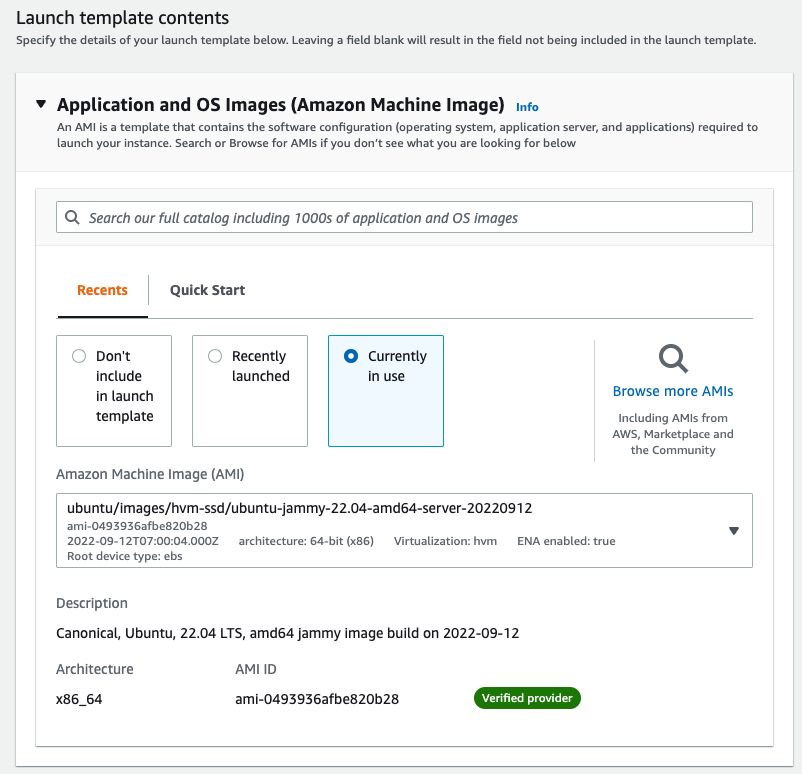 Launch template contents
Specify the details of your launch template below. Leaving a field blank will result in the field not being included in the launch template.
Application and OS Images (Amazon Machine Image) Info
An AMI is a template that contains the software configuration (operating system, application server, and applications) required to
launch your instance. Search or Browse for AMIs if you don't see what you are looking for below
Search our full catalog including 1000s of application and OS images
Recents Quick Start
Don't
include
in launch
template
Recently
launched
Currently
in use
Browse more AMIs
Including AMIs from
AWS, Marketplace and
the Community
Amazon Machine Image (AMI)
ubuntu/images/hvm-ssd/ubuntu-jammy-22.04-amd64-server-20220912
ami-0493936afbe820b28
2022-09-12T07:00:04.000Z architecture: 64-bit (x86) Virtualization: hvm ENA enabled: true
Root device type: ebs
Description
Canonical, Ubuntu, 22.04 LTS, amd64 jammy image build on 2022-09-12
Architecture AMI ID
x86_64 ami-0493936afbe820b28 Verified provider